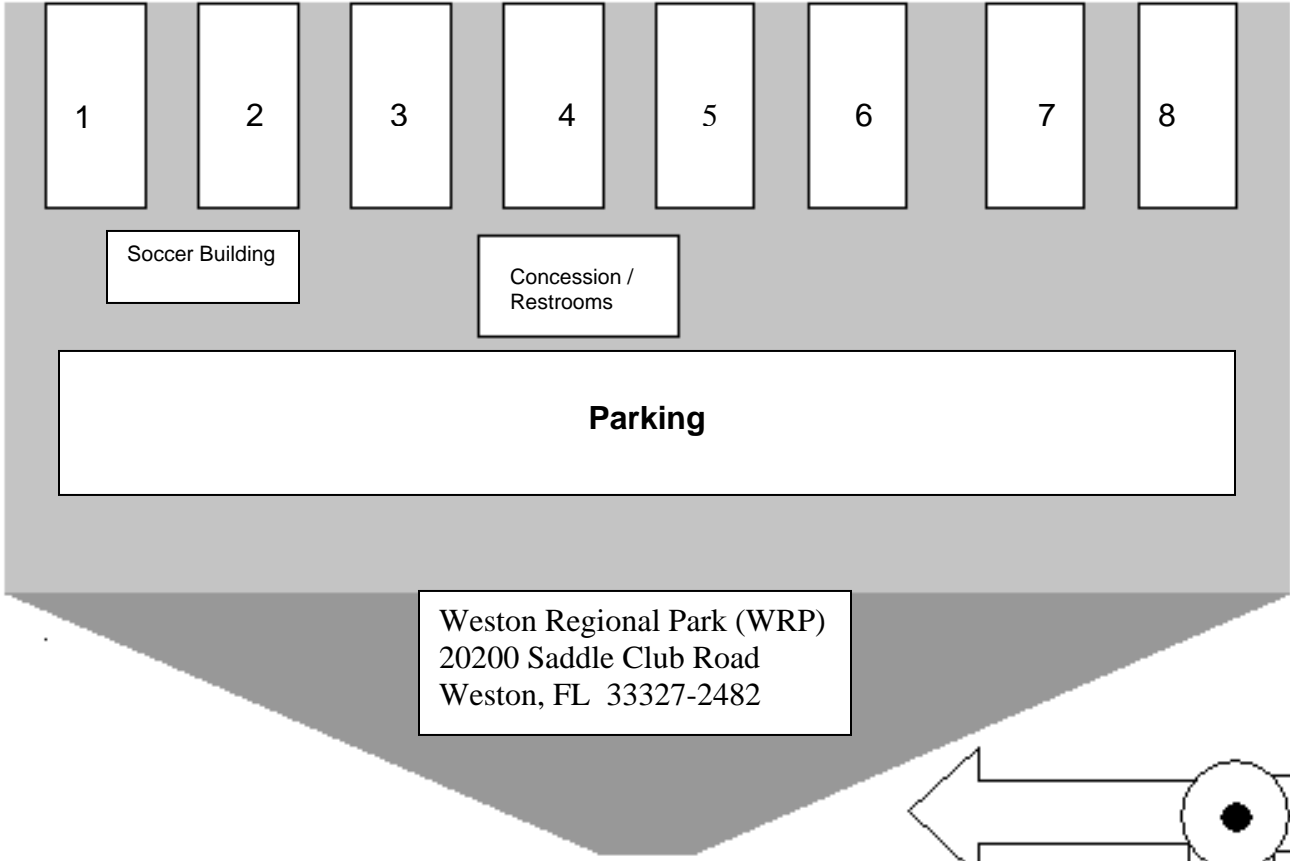 1 2 3 4 5 6 7 8
Soccer Building
Concession /
Restrooms
Parking
Weston Regional Park (WRP)
20200 Saddle Club Road
Weston, FL  33327-2482